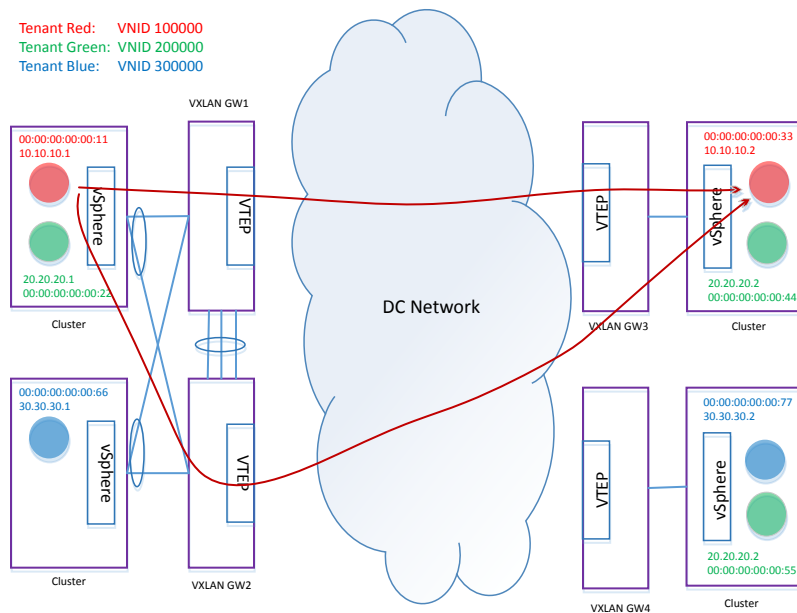 Tenant Red: VNID 100000
Tenant Green: VNID 200000
Tenant Blue: VNID 300000
VXLAN GW1
00:00:00:00:00:11
10.10.10.1
vSphere
VTEP
20.20.20.1
00:00:00:00:00:22
Cluster
DC Network
00:00:00:00:00:33
10.10.10.2
VTEP
vSphere
20.20.20.2
00:00:00:00:00:44
VXLAN GW3
Cluster
00:00:00:00:00:66
30.30.30.1
vSphere
VTEP
Cluster
VXLAN GW2
00:00:00:00:00:77
30.30.30.2
VTEP
vSphere
20.20.20.2
00:00:00:00:00:55
VXLAN GW4
Cluster